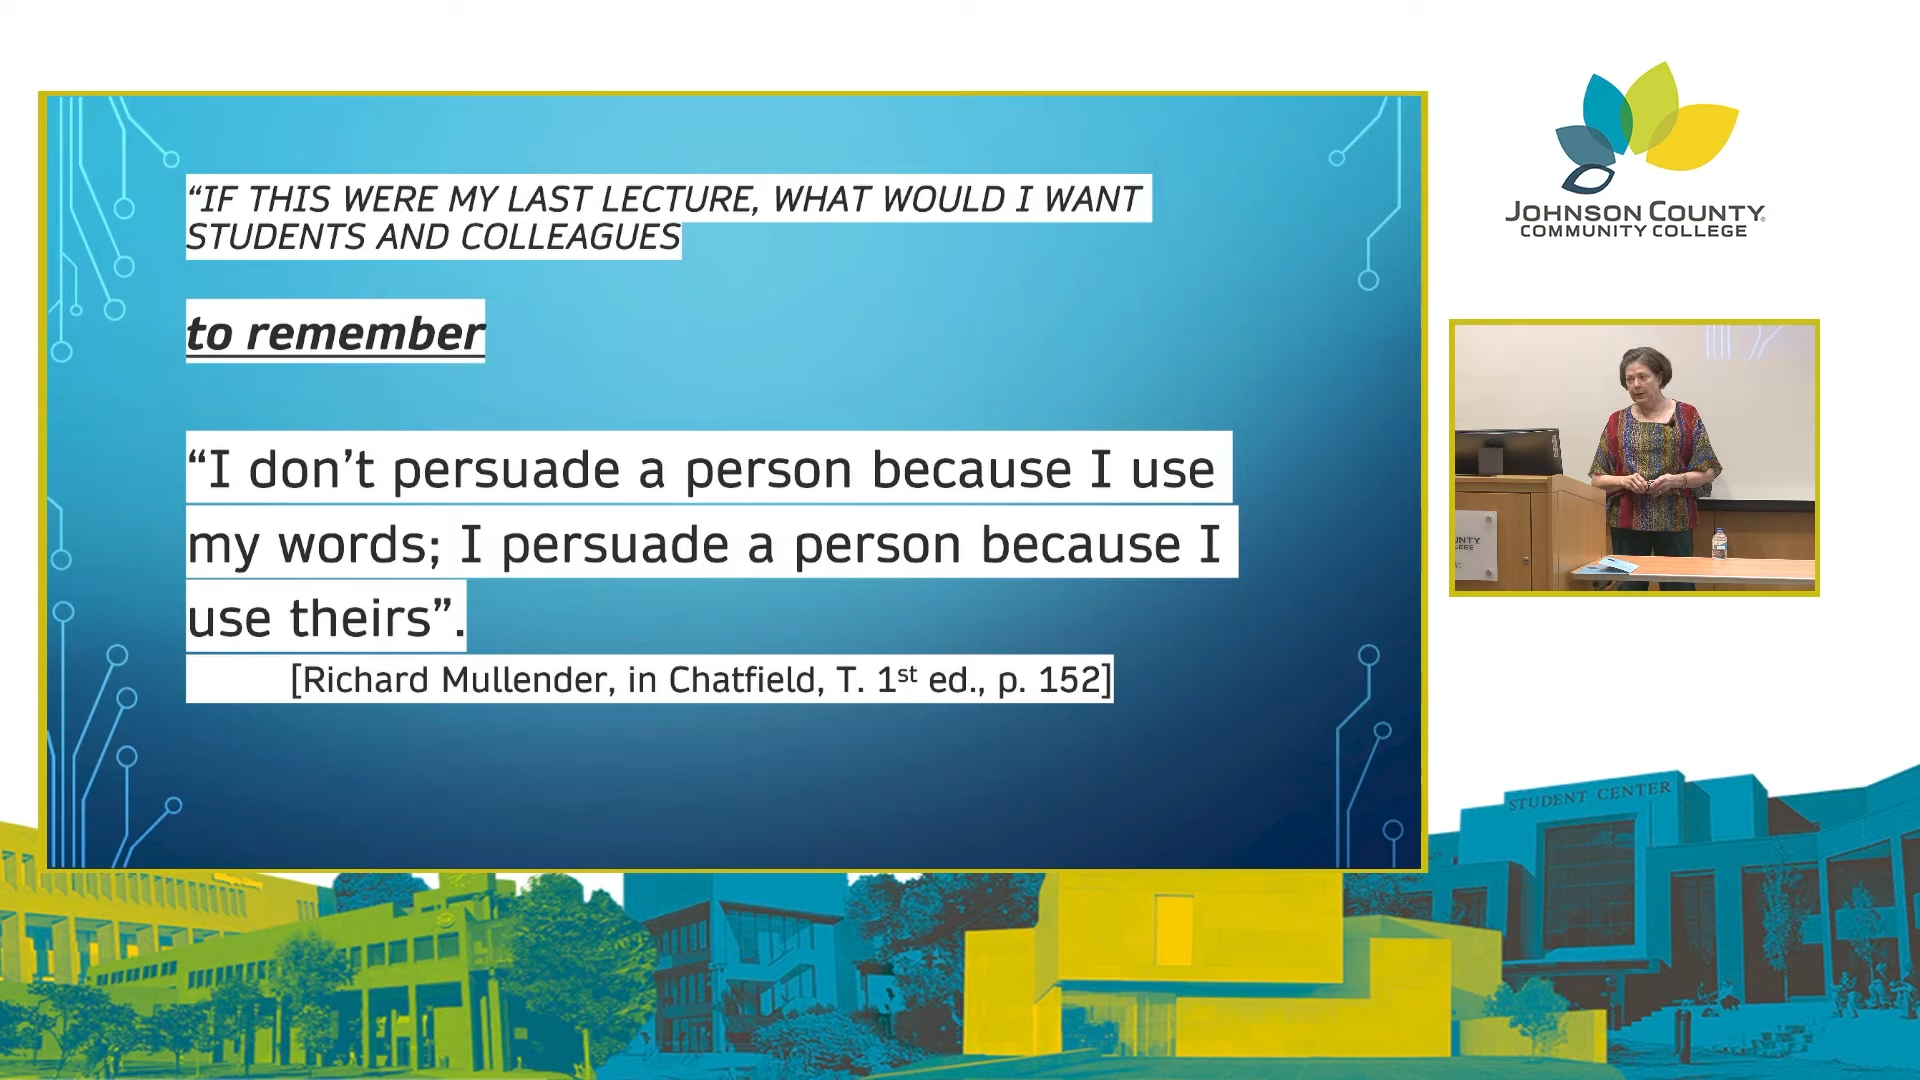 “IF THIS WERE MY LAST LECTURE, WHAT WOULD I WANT
STUDENTS AND COLLEAGUES
to remember
“I don’t persuade a person because I use
my words; I persuade a person because I
use theirs”.
[Richard Mullender, in Chatfield, T. 1st ed., p. 152]
JOHNSON COUNTY
COMMUNITY COLLEGE
STUDENT CENTER